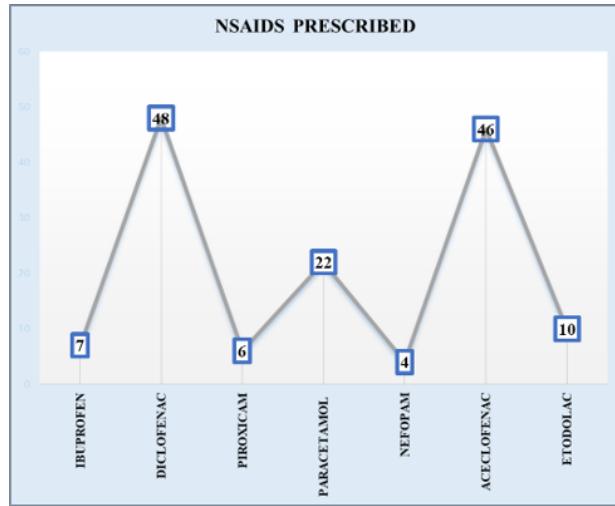 NSAIDS PRESCRIBED
60
50
40
30
20
10
0
7
48
6
22
4
46
10
IBUPROFEN
DICLOFENAC
PIROXICAM
PARACETAMOL
NEFOPAM
ACECLOFENAC
ETODOLAC